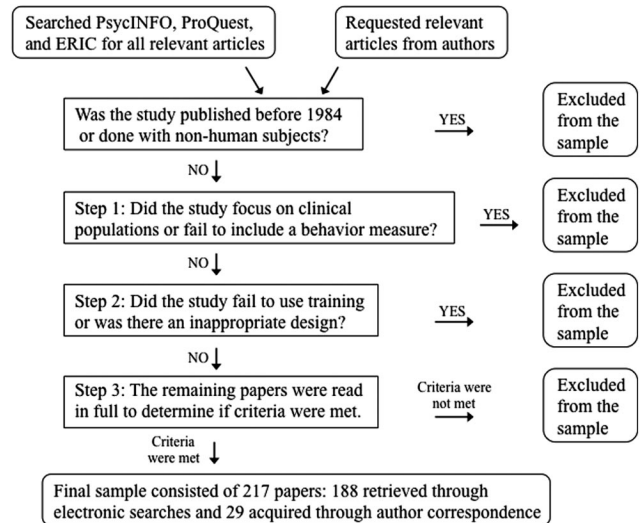 Searched PsycINFO, ProQuest,
and ERIC for all relevant articles
Requested relevant
articles from authors
Was the study published before 1984
or done with non-human subjects?
YES
Excluded
from the
sample
NO
Step 1: Did the study focus on clinical
populations or fail to include a behavior measure?
YES
Excluded
from the
sample
NO
Step 2: Did the study fail to use training
or was there an inappropriate design?
YES
Excluded
from the
sample
NO
Step 3: The remaining papers were read
in full to determine if criteria were met.
Criteria were
not met
Excluded
from the
sample
Criteria
were met
Final sample consisted of 217 papers: 188 retrieved through
electronic searches and 29 acquired through author correspondence